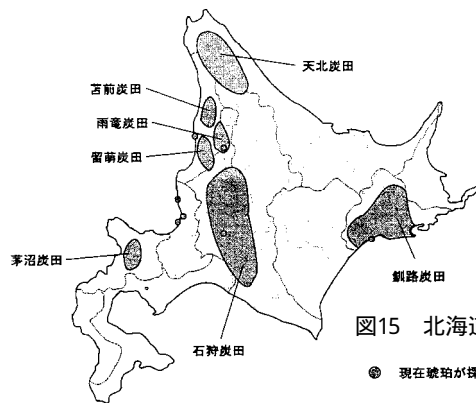 天北炭田
苫前炭田
雨竜炭田
留萌炭田
茅沼炭田
釧路炭田
石狩炭田
図15 北海道
現在琥珀が採